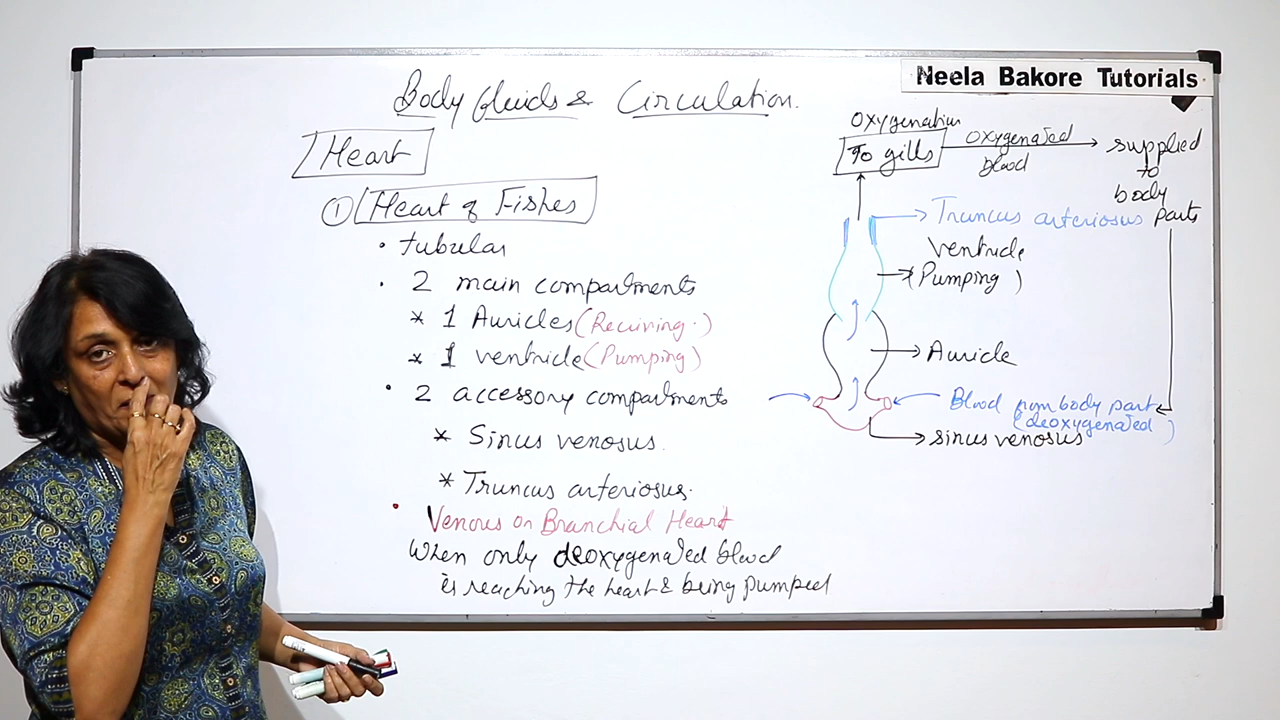 Neela Bakore Tutorials
Body fluids & Circulation.
Heart
① Heart of Fishes
• tubular
• 2 main compartments
* 1 Auricles (Reciving.)
* 1 ventricle (Pumping)
• 2 accessory compartments
* Sinus venosus.
* Truncus arteriosus.
• Venous or Branchial Heart
When only deoxygenated blood
is reaching the heart & being pumped
oxygenation
To gills
oxygenated
blood
supplied
to
body
parts
Truncus arteriosus
Ventricle
(Pumping)
Auricle
Blood from body part
(deoxygenated)
sinus venosus